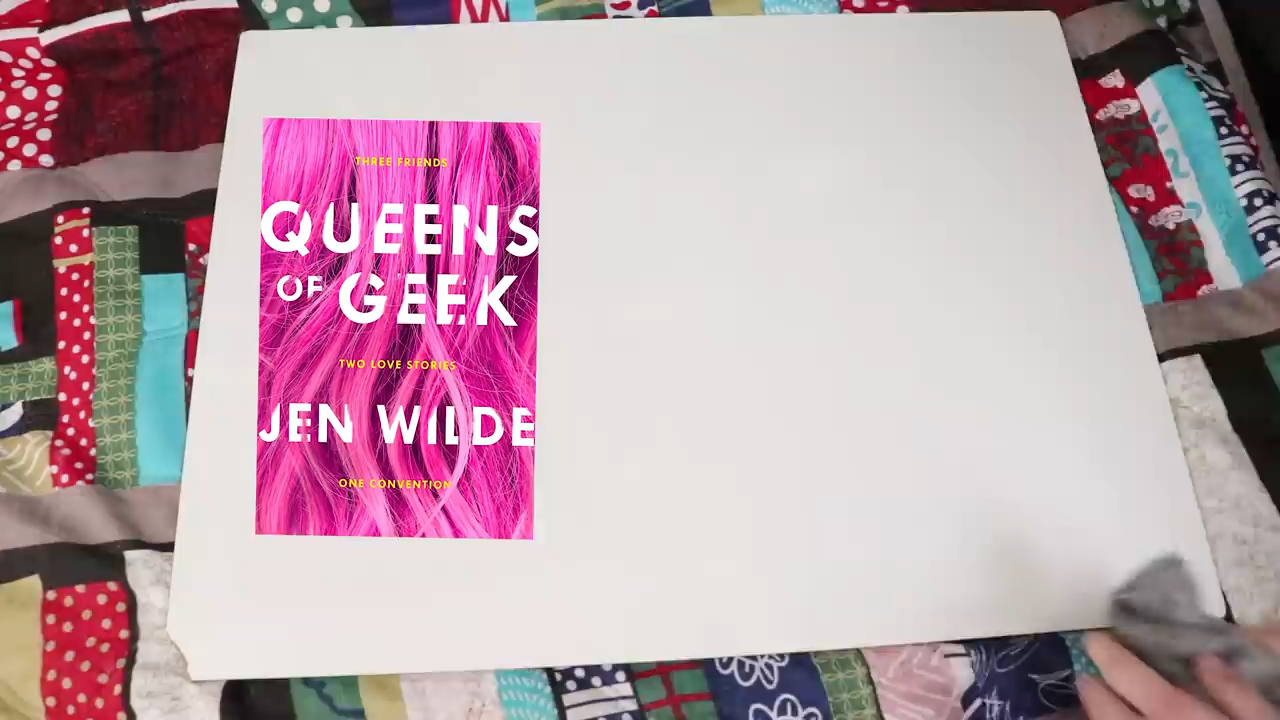 THREE FRIENDS
QUEENS
OF GEEK
TWO LOVE STORIES
JEN WILDE
ONE CONVENTION